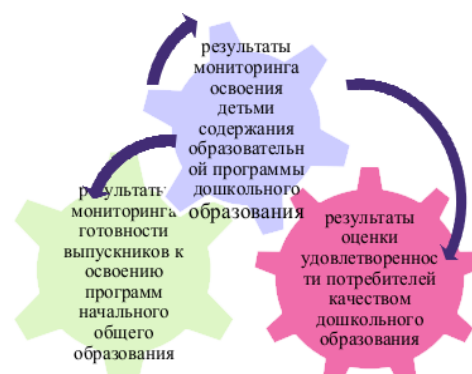 результаты
мониторинга
освоения
детьми
содержания
образовательн
ой программы
дошкольного
образования
результаты
мониторинга
готовности
выпускников к
освоению
программ
начального
общего
образования
результаты
оценки
удовлетвореннос
ти потребителей
качеством
дошкольного
образования